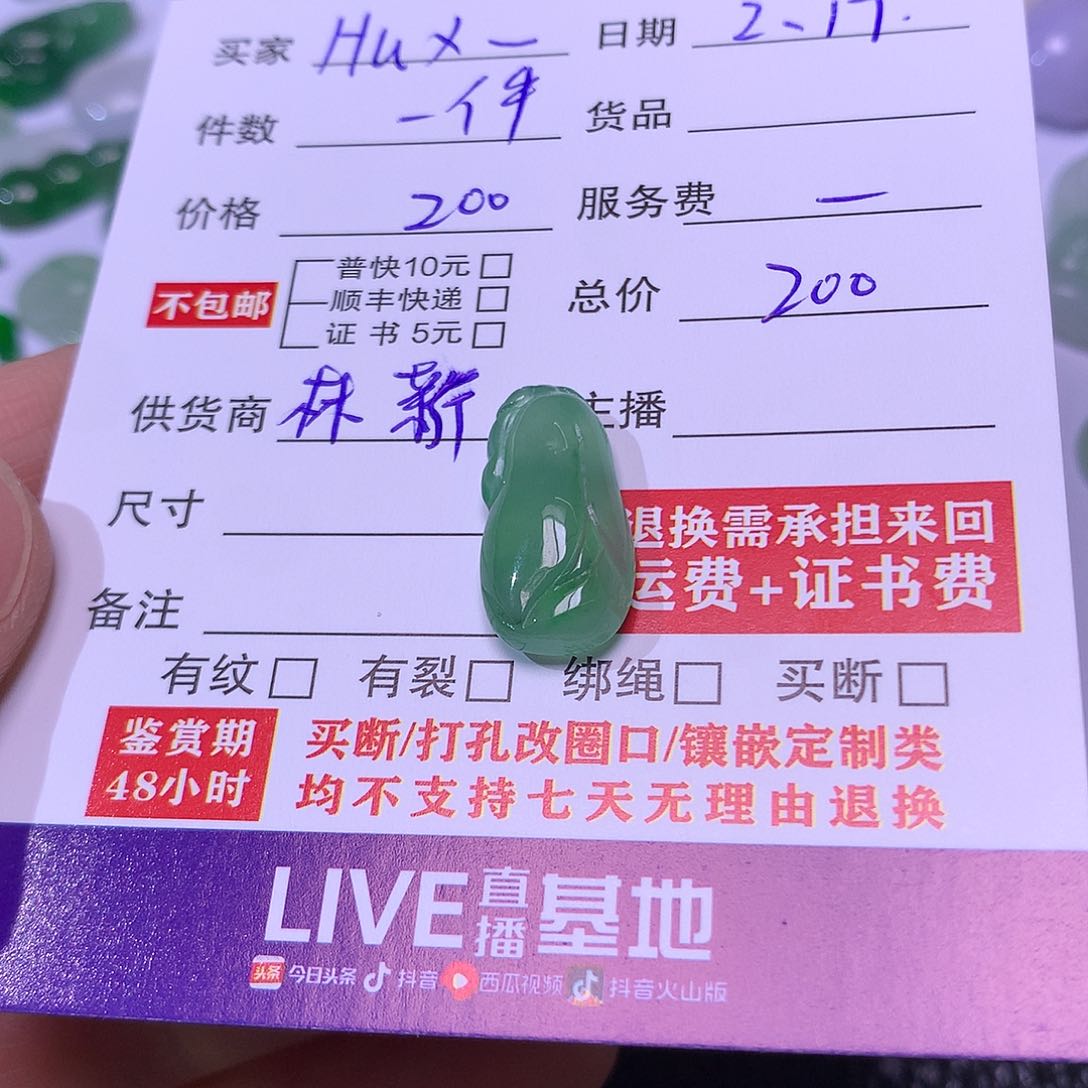 买家 Hux一 日期 2、17.
件数 一件 货品
价格 200 服务费 一
不包邮 普快10元
顺丰快递
证书 5元
总价 200
供货商 林薪 主播
尺寸
退换需承担来回
运费+证书费
备注
有纹 有裂 绑绳 买断
鉴赏期
48小时
买断/打孔改圈口/镶嵌定制类
均不支持七天无理由退换
LIVE直播基地
头条 今日头条 抖音 西瓜视频 抖音火山版